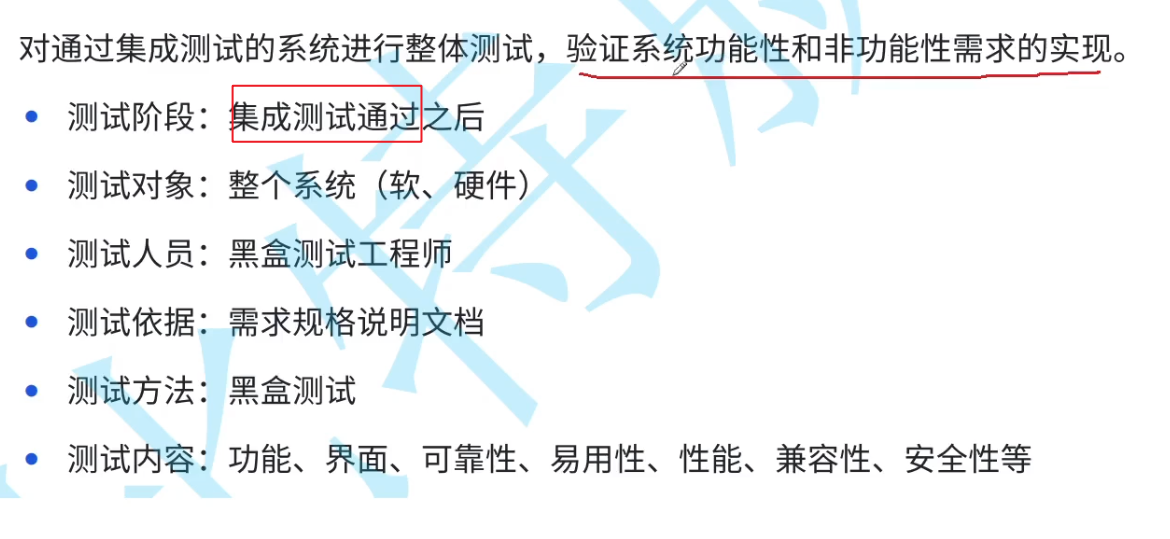 对通过集成测试的系统进行整体测试，验证系统功能性和非功能性需求的实现。
• 测试阶段：集成测试通过之后
• 测试对象：整个系统（软、硬件）
• 测试人员：黑盒测试工程师
• 测试依据：需求规格说明文档
• 测试方法：黑盒测试
• 测试内容：功能、界面、可靠性、易用性、性能、兼容性、安全性等